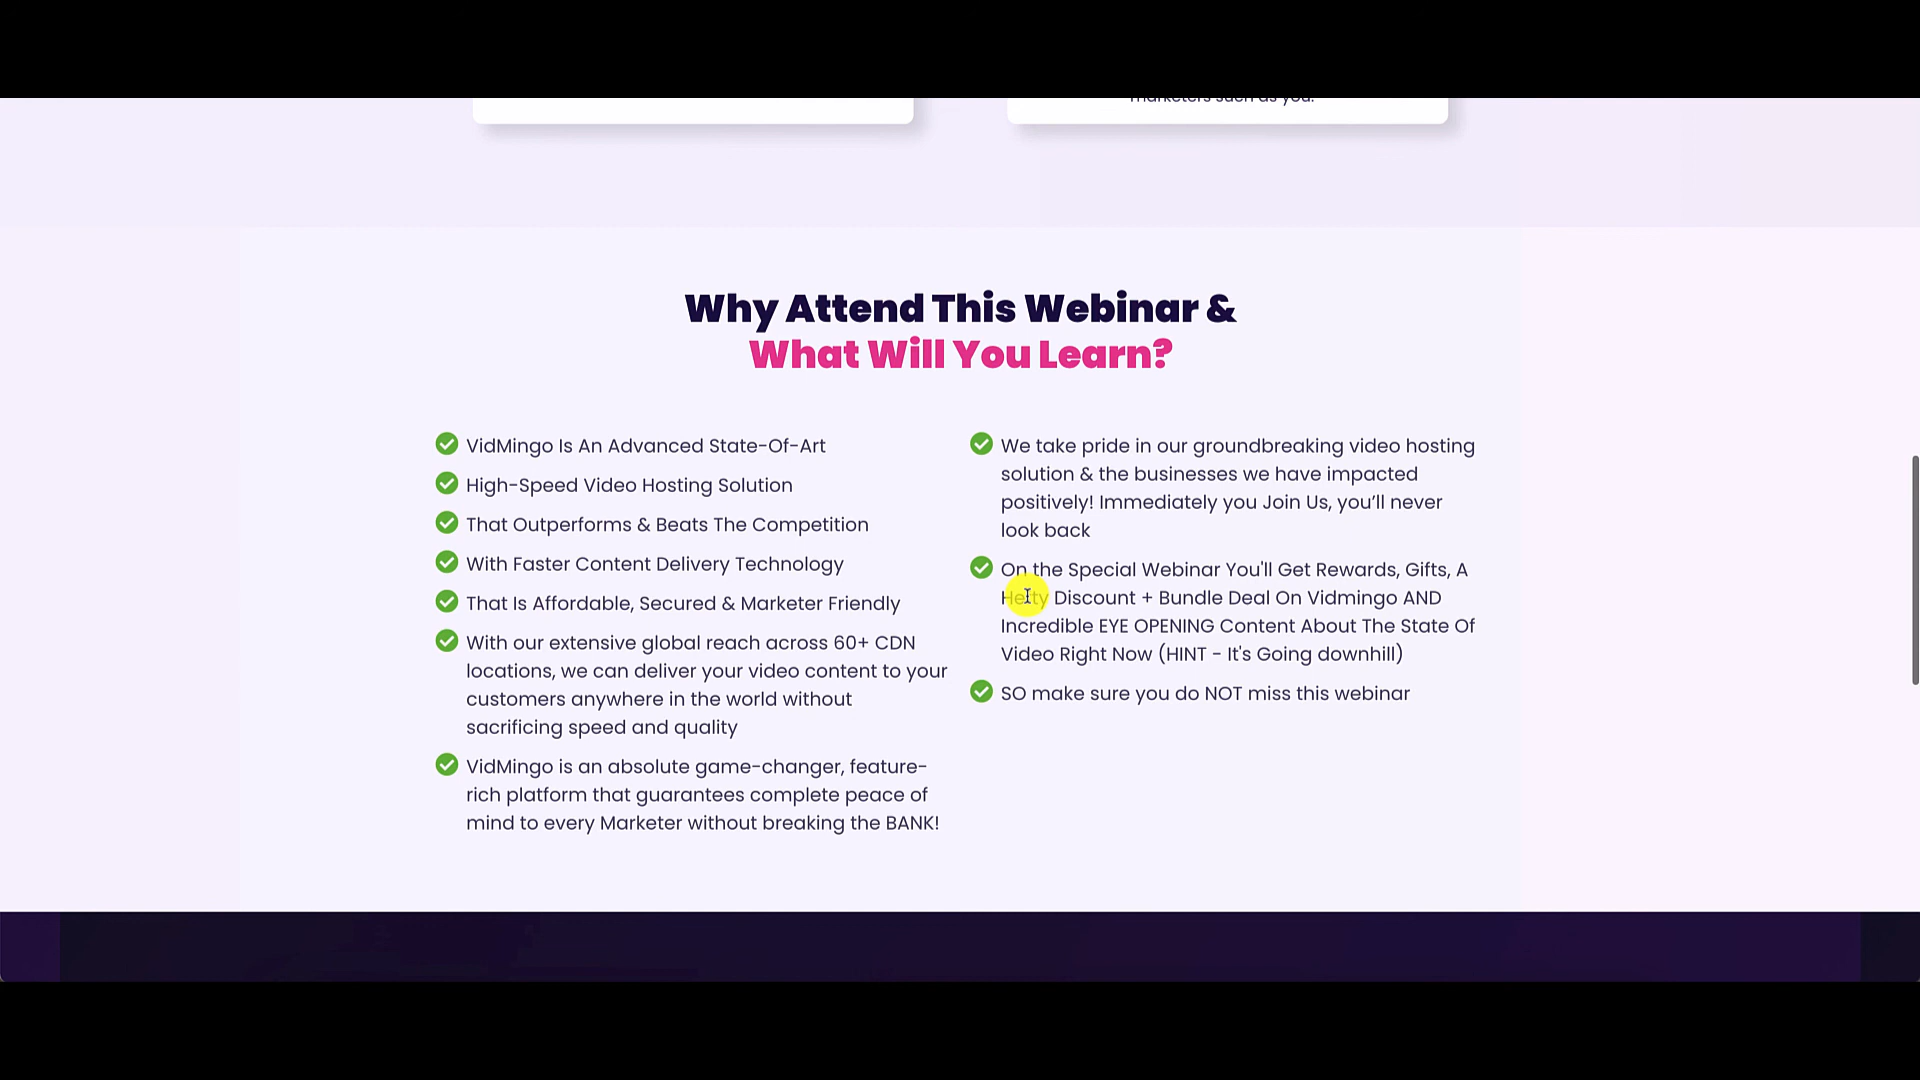 marketers such as you.
Why Attend This Webinar &
What Will You Learn?
VidMingo Is An Advanced State-Of-Art
High-Speed Video Hosting Solution
That Outperforms & Beats The Competition
With Faster Content Delivery Technology
That Is Affordable, Secured & Marketer Friendly
With our extensive global reach across 60+ CDN
locations, we can deliver your video content to your
customers anywhere in the world without
sacrificing speed and quality
VidMingo is an absolute game-changer, feature-
rich platform that guarantees complete peace of
mind to every Marketer without breaking the BANK!
We take pride in our groundbreaking video hosting
solution & the businesses we have impacted
positively! Immediately you Join Us, you’ll never
look back
On the Special Webinar You'll Get Rewards, Gifts, A
Discount + Bundle Deal On Vidmingo AND
Incredible EYE OPENING Content About The State Of
Video Right Now (HINT - It's Going downhill)
SO make sure you do NOT miss this webinar